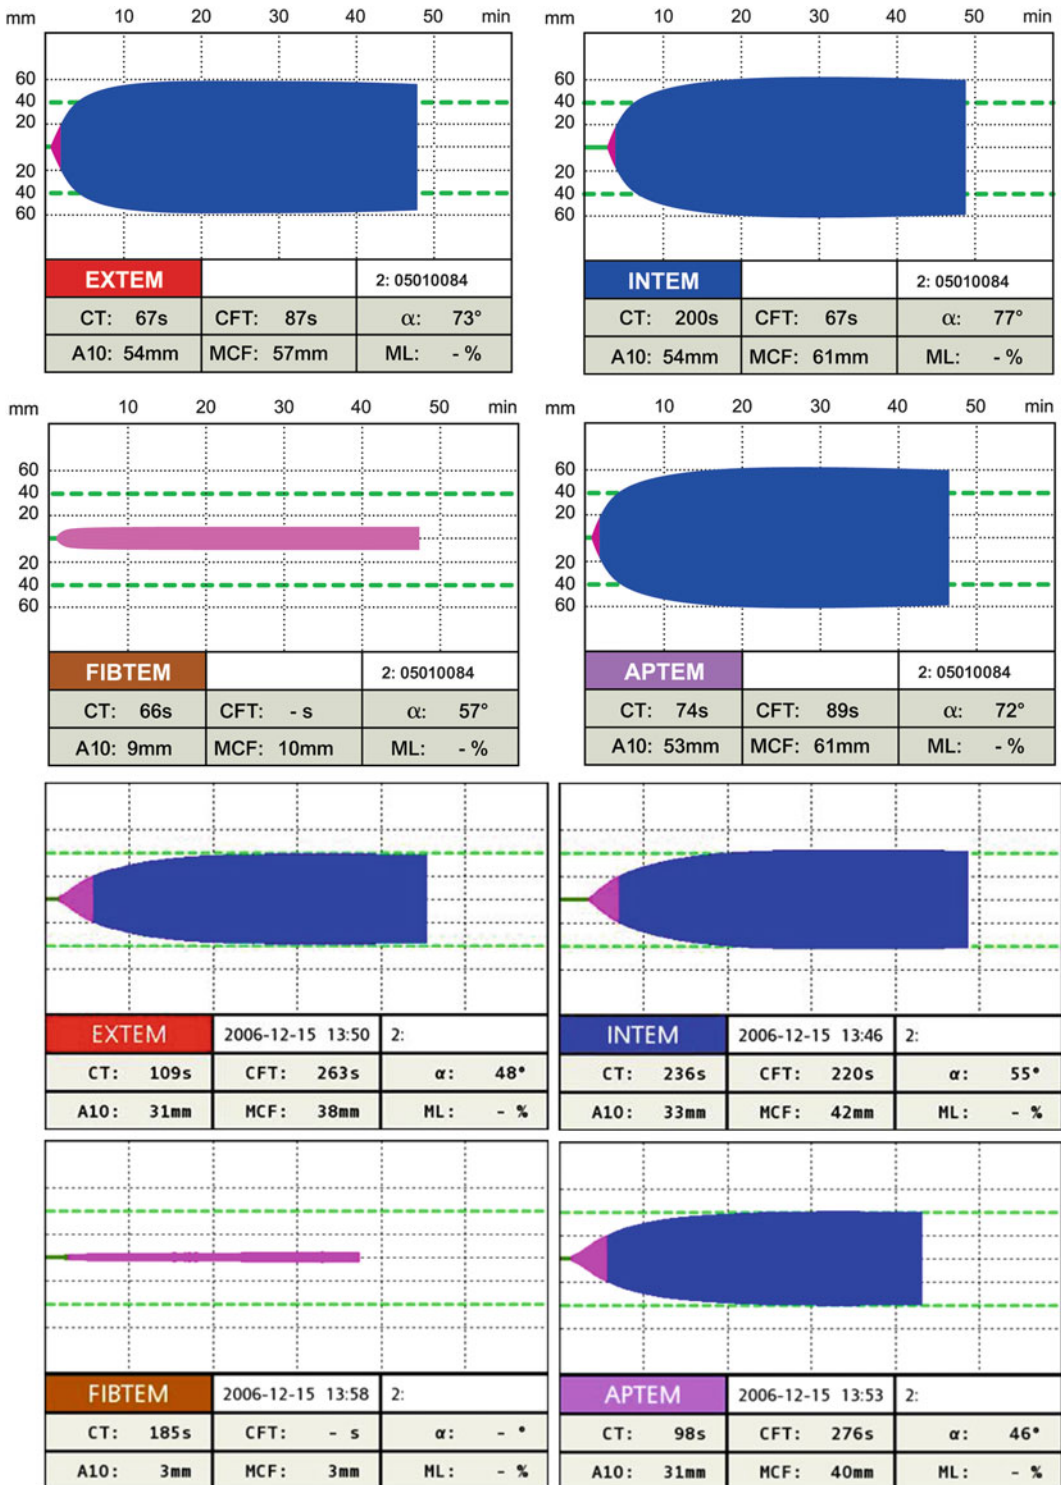 mm 10 20 30 40 50 min
60
40
20
20
40
60
EXTEM 2: 05010084
CT: 67s CFT: 87s α: 73°
A10: 54mm MCF: 57mm ML: - %
mm 10 20 30 40 50 min
60
40
20
20
40
60
INTEM 2: 05010084
CT: 200s CFT: 67s α: 77°
A10: 54mm MCF: 61mm ML: - %
mm 10 20 30 40 50 min
60
40
20
20
40
60
FIBTEM 2: 05010084
CT: 66s CFT: - s α: 57°
A10: 9mm MCF: 10mm ML: - %
mm 10 20 30 40 50 min
60
40
20
20
40
60
APTEM 2: 05010084
CT: 74s CFT: 89s α: 72°
A10: 53mm MCF: 61mm ML: - %
EXTEM 2006-12-15 13:50 2:
CT: 109s CFT: 263s α: 48°
A10: 31mm MCF: 38mm ML: - %
INTEM 2006-12-15 13:46 2:
CT: 236s CFT: 220s α: 55°
A10: 33mm MCF: 42mm ML: - %
FIBTEM 2006-12-15 13:58 2:
CT: 185s CFT: - s α: - °
A10: 3mm MCF: 3mm ML: - %
APTEM 2006-12-15 13:53 2:
CT: 98s CFT: 276s α: 46°
A10: 31mm MCF: 40mm ML: - %